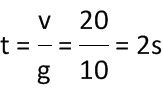 t = v/g = 20/10 = 2s